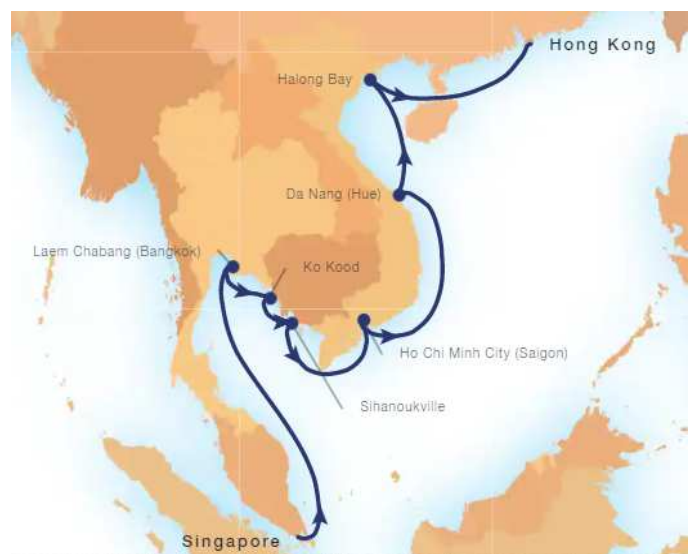 Hong Kong
Halong Bay
Da Nang (Hue)
Laem Chabang (Bangkok)
Ko Kood
Ho Chi Minh City (Saigon)
Sihanoukville
Singapore